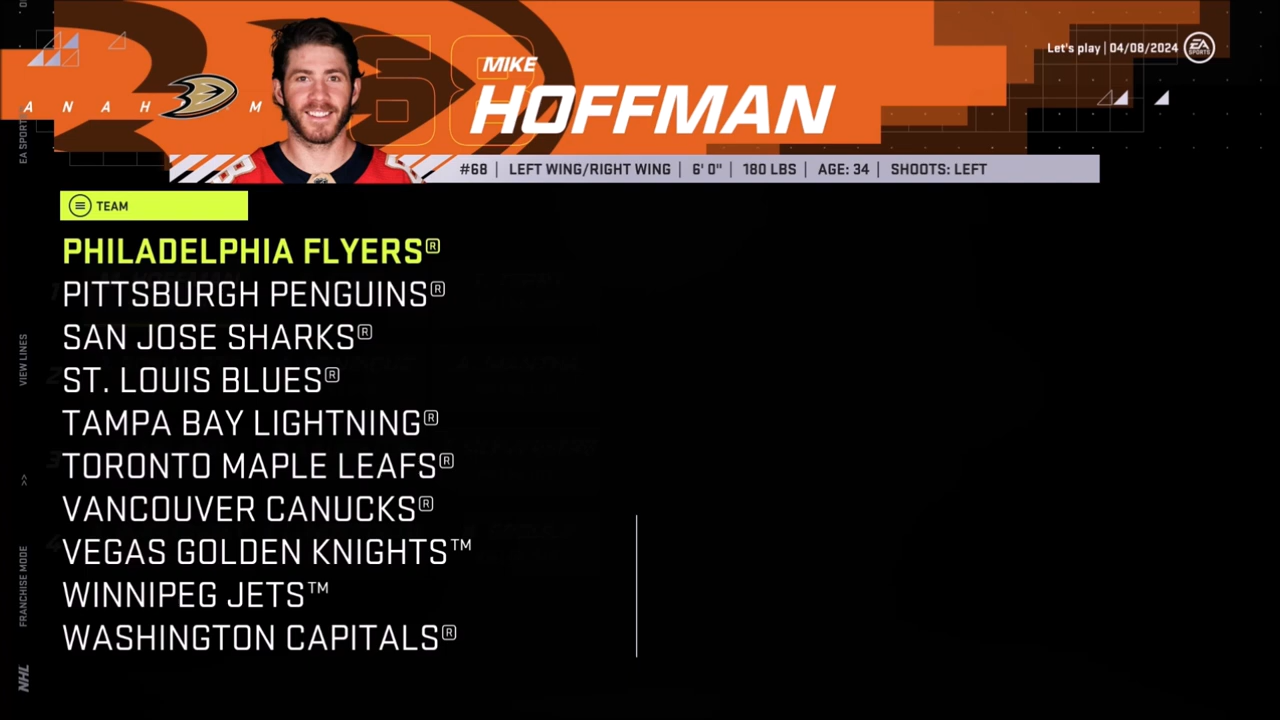 Let's play | 04/08/2024
EA SPORTS
68
MIKE
HOFFMAN
ANAHEIM
#68 | LEFT WING/RIGHT WING | 6' 0" | 180 LBS | AGE: 34 | SHOOTS: LEFT
TEAM
PHILADELPHIA FLYERS®
PITTSBURGH PENGUINS®
SAN JOSE SHARKS®
ST. LOUIS BLUES®
TAMPA BAY LIGHTNING®
TORONTO MAPLE LEAFS®
VANCOUVER CANUCKS®
VEGAS GOLDEN KNIGHTS™
WINNIPEG JETS™
WASHINGTON CAPITALS®
NHL
FRANCHISE MODE
>>
VIEW LINES
EA SPORT